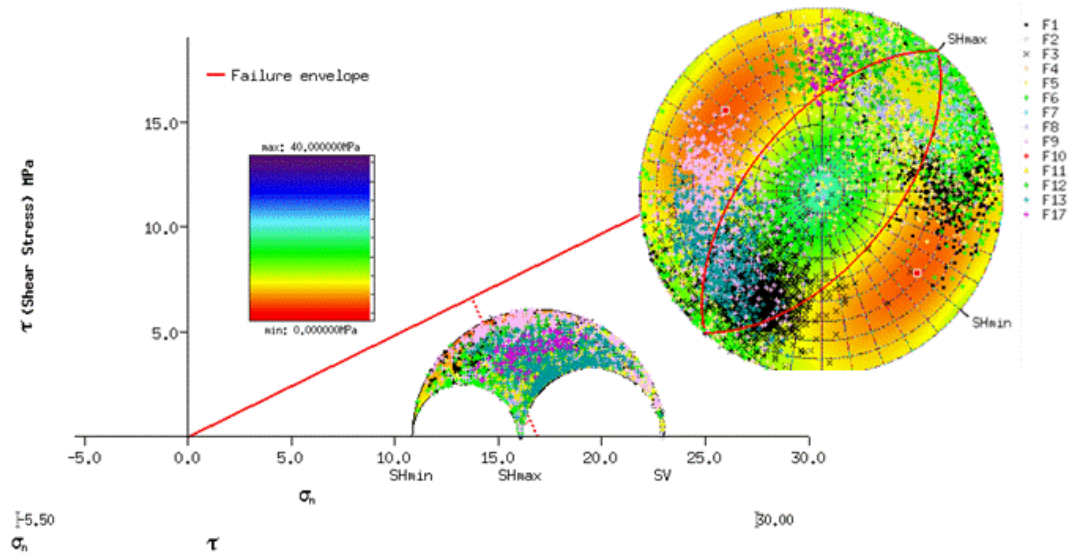 F1
F2
F3
F4
F5
F6
F7
F8
F9
F10
F11
F12
F13
F17
SHmax
SHmin
Failure envelope
max: 40.000000MPa
min: 0.000000MPa
τ (Shear Stress) MPa
15.0
10.0
5.0
-5.0 0.0 5.0 10.0 15.0 20.0 25.0 30.0
SHmin SHmax SV
σn
-5.50 30.00
σn τ